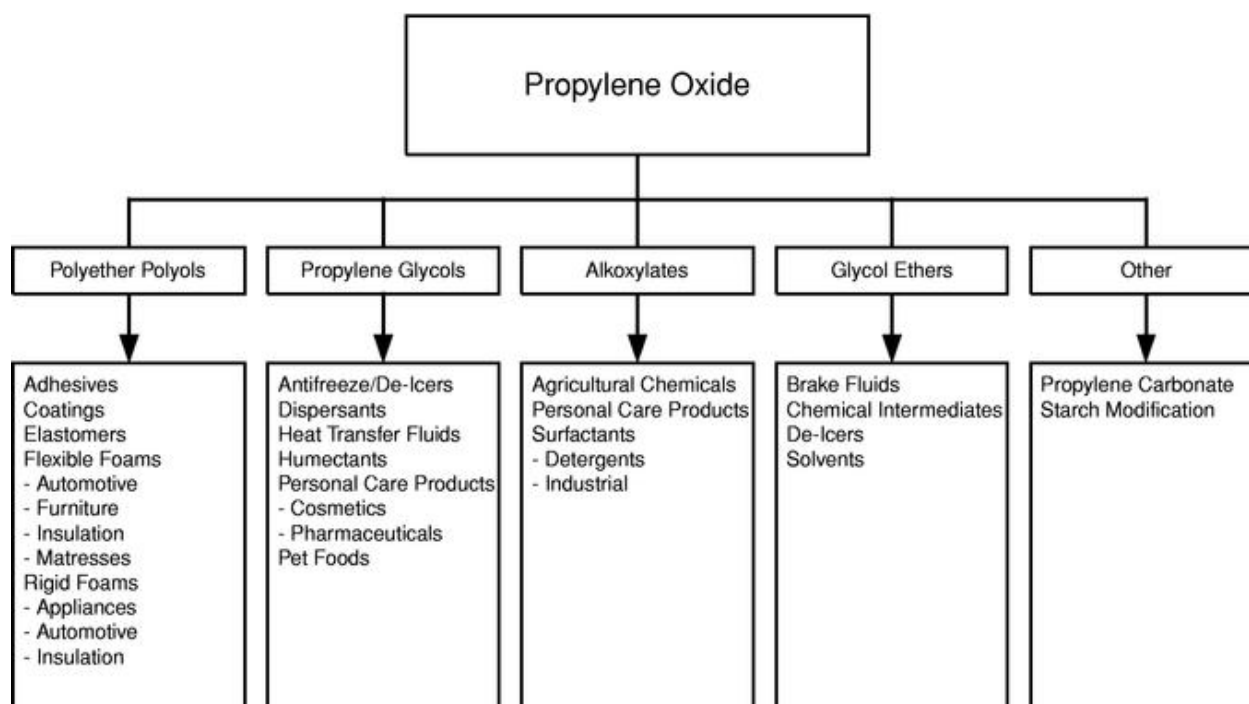 Propylene Oxide
Polyether Polyols
Propylene Glycols
Alkoxylates
Glycol Ethers
Other
Adhesives
Coatings
Elastomers
Flexible Foams
- Automotive
- Furniture
- Insulation
- Matresses
Rigid Foams
- Appliances
- Automotive
- Insulation
Antifreeze/De-Icers
Dispersants
Heat Transfer Fluids
Humectants
Personal Care Products
- Cosmetics
- Pharmaceuticals
Pet Foods
Agricultural Chemicals
Personal Care Products
Surfactants
- Detergents
- Industrial
Brake Fluids
Chemical Intermediates
De-Icers
Solvents
Propylene Carbonate
Starch Modification